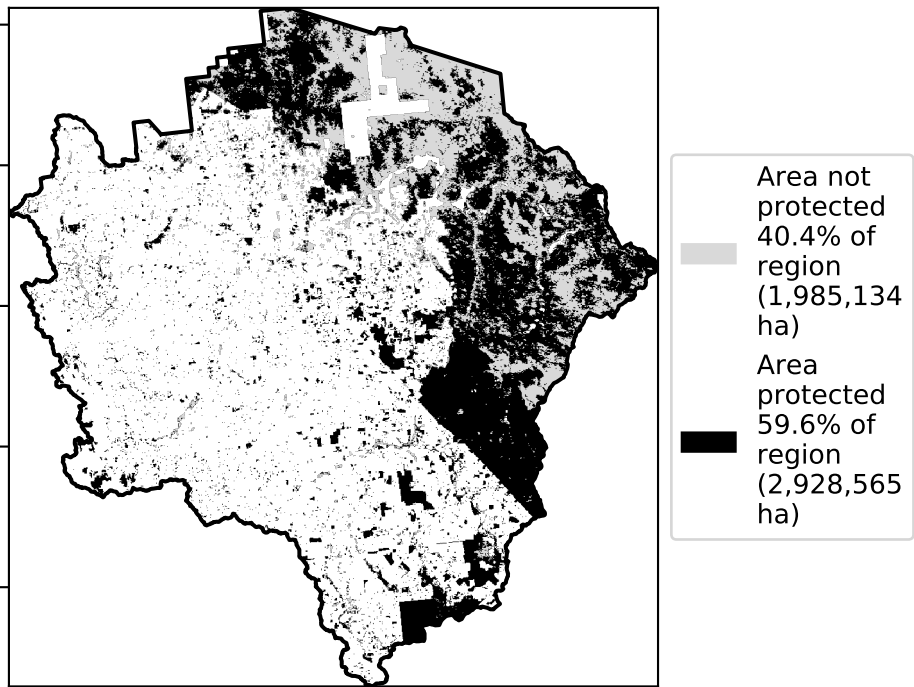 Area not
protected
40.4% of
region
(1,985,134
ha)
Area
protected
59.6% of
region
(2,928,565
ha)